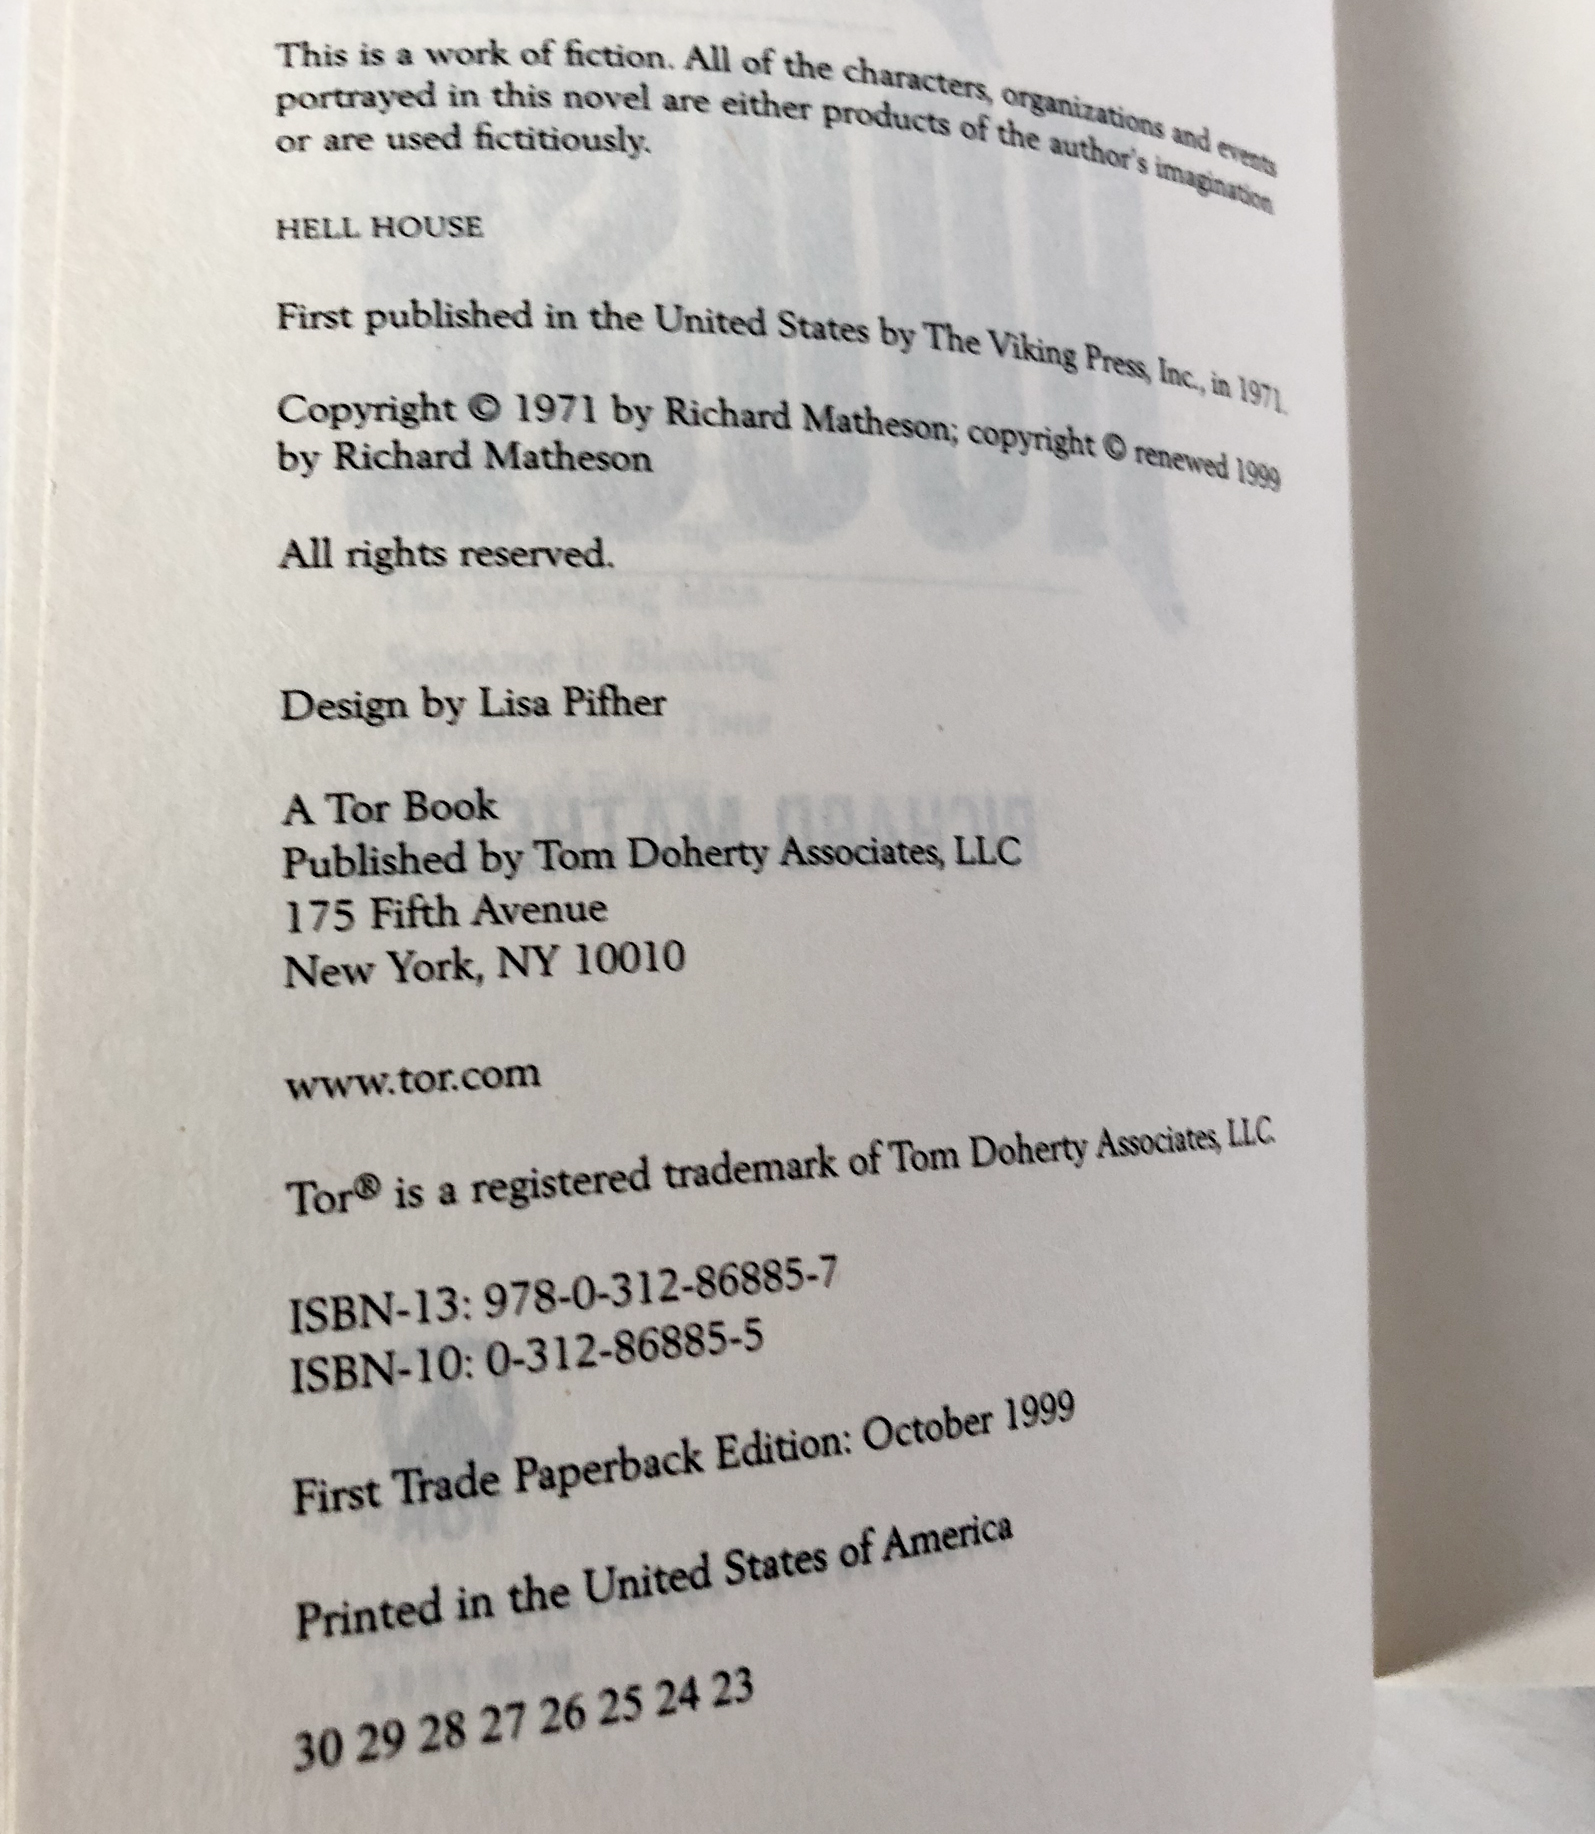 This is a work of fiction. All of the characters, organizations and events
portrayed in this novel are either products of the author's imagination
or are used fictitiously.
HELL HOUSE
First published in the United States by The Viking Press, Inc., in 1971.
Copyright © 1971 by Richard Matheson; copyright © renewed 1999
by Richard Matheson
All rights reserved.
Design by Lisa Pifher
A Tor Book
Published by Tom Doherty Associates, LLC
175 Fifth Avenue
New York, NY 10010
www.tor.com
Tor® is a registered trademark of Tom Doherty Associates, LLC.
ISBN-13: 978-0-312-86885-7
ISBN-10: 0-312-86885-5
First Trade Paperback Edition: October 1999
Printed in the United States of America
30 29 28 27 26 25 24 23